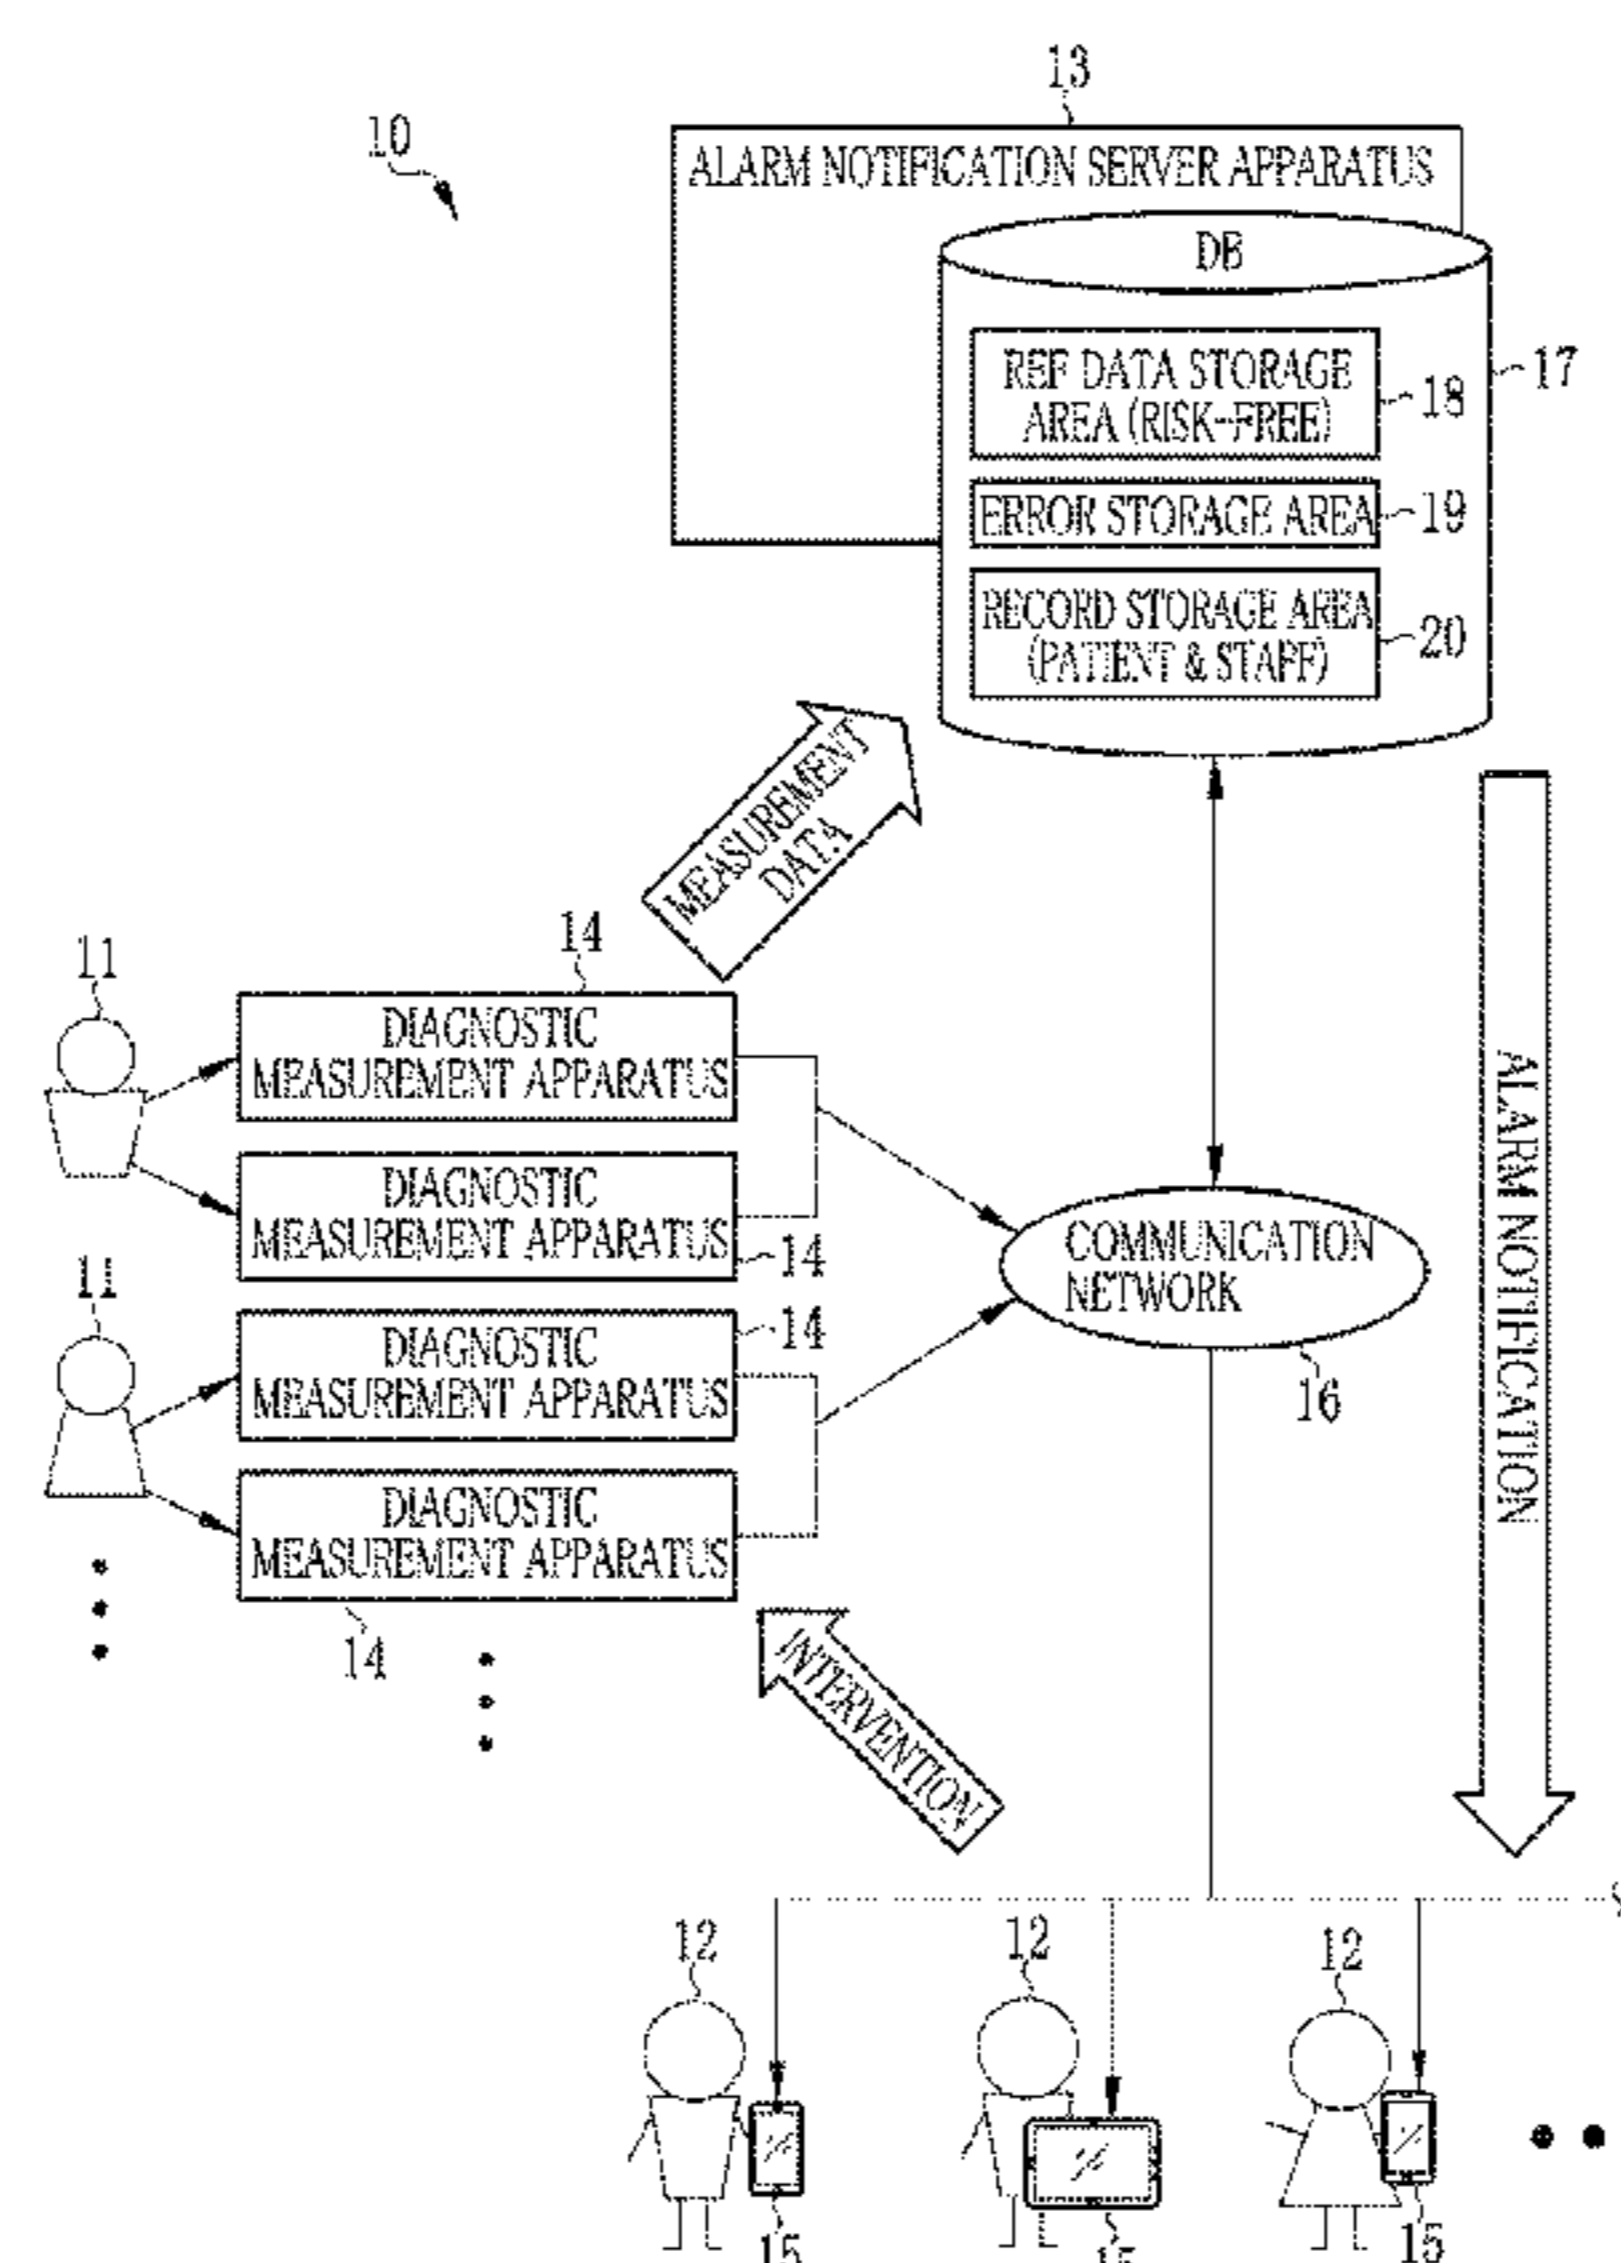 13
10
ALARM NOTIFICATION SERVER APPARATUS
DB
REF DATA STORAGE
AREA (RISK-FREE)
17
18
ERROR STORAGE AREA
19
RECORD STORAGE AREA
(PATIENT & STAFF)
20
MEASUREMENT
DATA
11
14
DIAGNOSTIC
MEASUREMENT APPARATUS
DIAGNOSTIC
MEASUREMENT APPARATUS
14
11
14
DIAGNOSTIC
MEASUREMENT APPARATUS
DIAGNOSTIC
MEASUREMENT APPARATUS
14
COMMUNICATION
NETWORK
16
ALARM NOTIFICATION
INTERVENTION
12
12
12
15
15